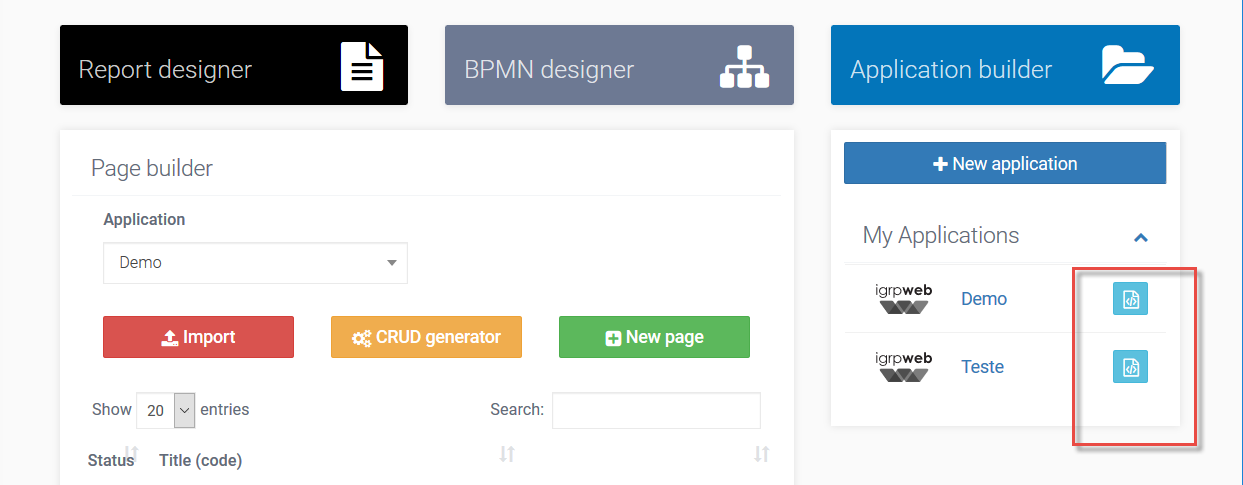 Report designer
BPMN designer
Application builder
Page builder
New application
Application
My Applications
Demo
igrpweb
Demo
Import
CRUD generator
New page
igrpweb
Teste
Show 20 entries
Search:
Status
Title (code)